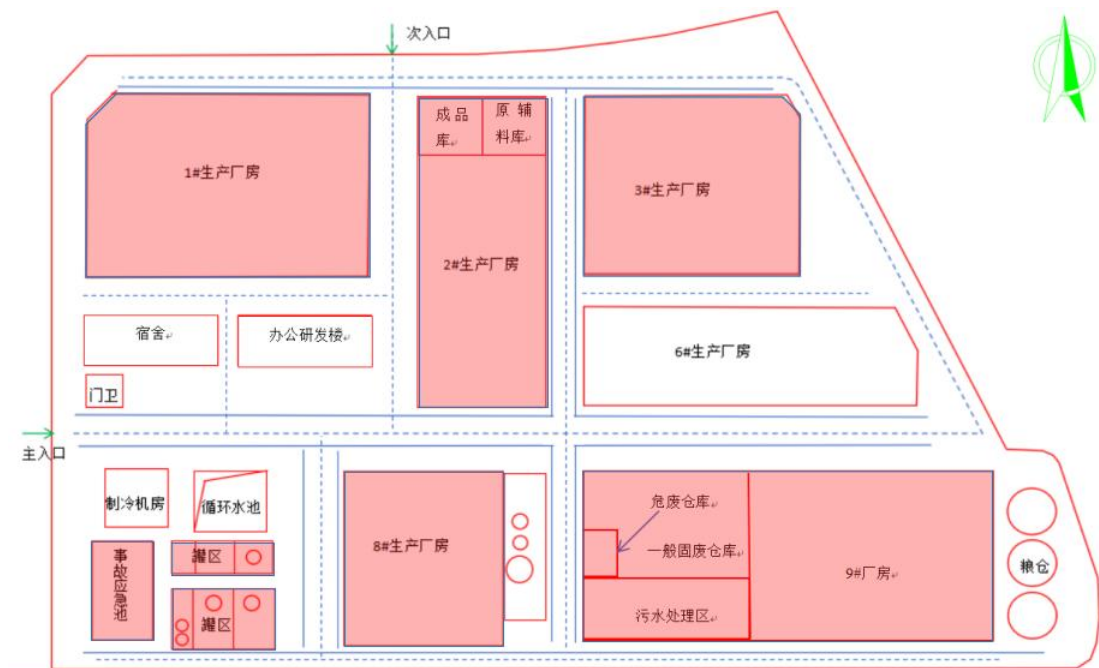 次入口
成品
库
原辅
料库
1#生产厂房
3#生产厂房
2#生产厂房
宿舍
办公研发楼
6#生产厂房
门卫
主入口
制冷机房
循环水池
危废仓库
8#生产厂房
一般固废仓库
事故应急池
罐区
粮仓
9#厂房
污水处理区
罐区